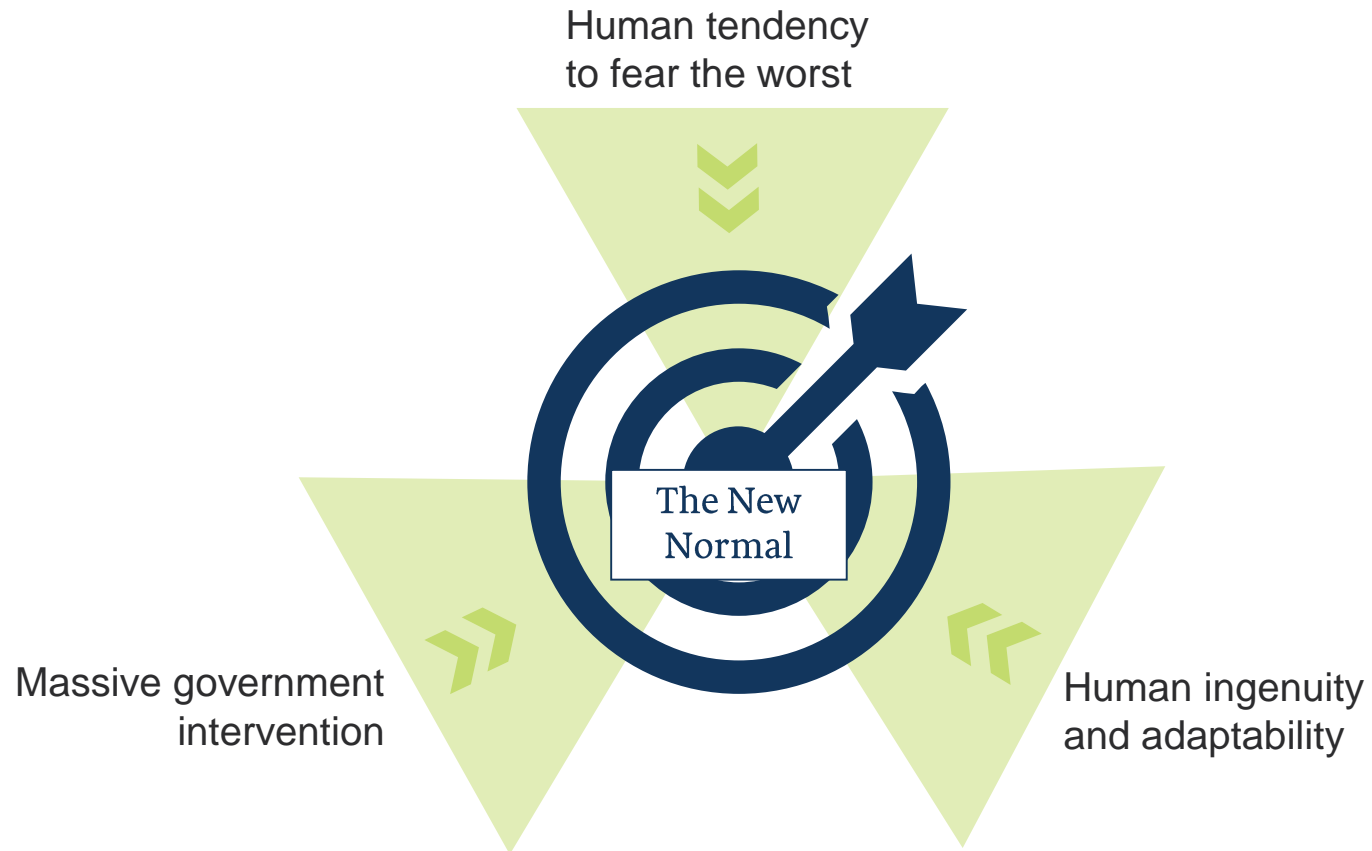 Human tendency
to fear the worst
The New
Normal
Massive government
intervention
Human ingenuity
and adaptability